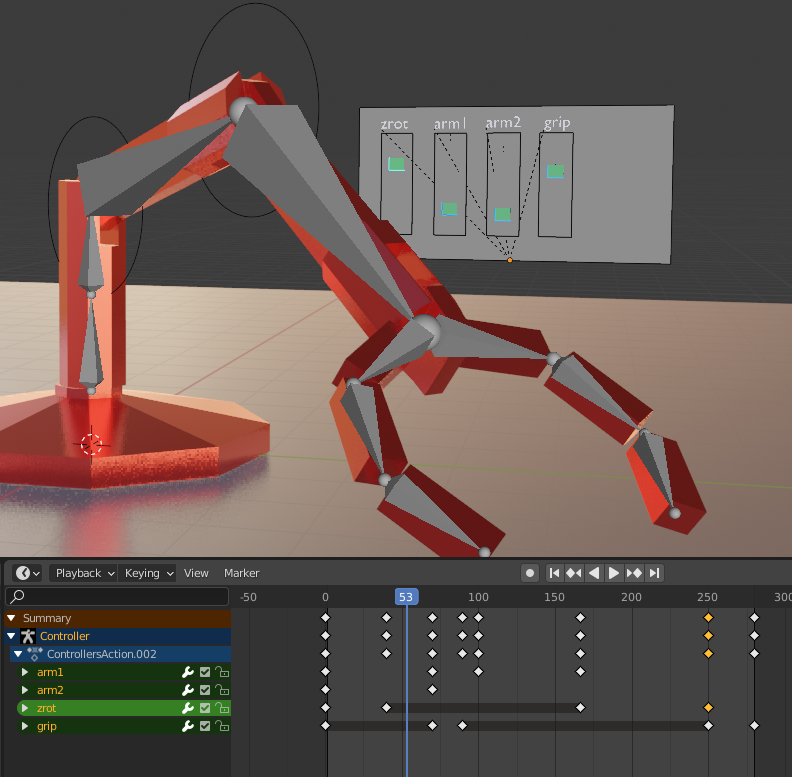 zrot arm1 arm2 grip
Playback Keying View Marker
-50 0 53 100 150 200 250 300
Summary
Controller
ControllersAction.002
arm1
arm2
zrot
grip